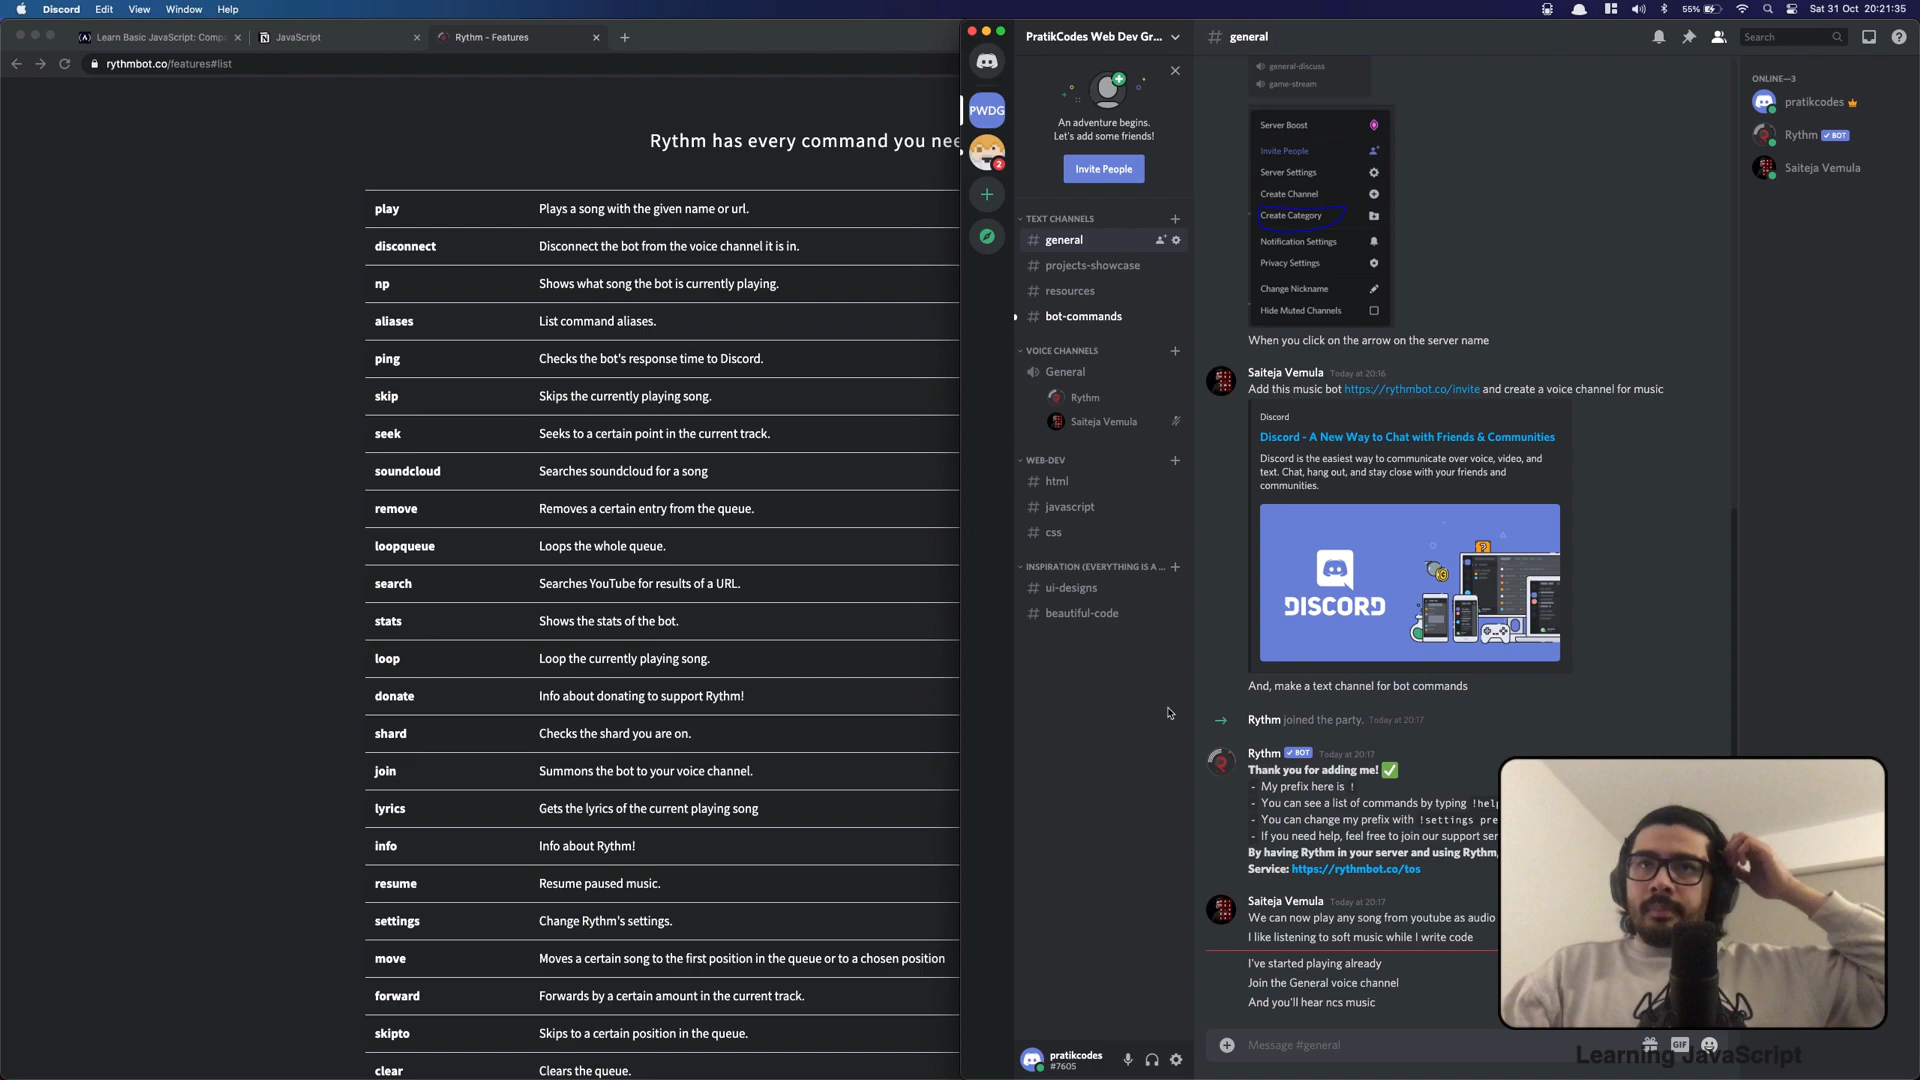 Discord Edit View Window Help
55% Sat 31 Oct 20:21:35
Learn Basic JavaScript: Comp
JavaScript
Rythm - Features
rythmbot.co/features#list
Rythm has every command you nee
play Plays a song with the given name or url.
disconnect Disconnect the bot from the voice channel it is in.
np Shows what song the bot is currently playing.
aliases List command aliases.
ping Checks the bot's response time to Discord.
skip Skips the currently playing song.
seek Seeks to a certain point in the current track.
soundcloud Searches soundcloud for a song
remove Removes a certain entry from the queue.
loopqueue Loops the whole queue.
search Searches YouTube for results of a URL.
stats Shows the stats of the bot.
loop Loop the currently playing song.
donate Info about donating to support Rythm!
shard Checks the shard you are on.
join Summons the bot to your voice channel.
lyrics Gets the lyrics of the current playing song
info Info about Rythm!
resume Resume paused music.
settings Change Rythm's settings.
move Moves a certain song to the first position in the queue or to a chosen position
forward Forwards by a certain amount in the current track.
skipto Skips to a certain position in the queue.
clear Clears the queue.
PWDG
2
PratikCodes Web Dev Gr...
An adventure begins.
Let's add some friends!
Invite People
TEXT CHANNELS
# general
# projects-showcase
# resources
# bot-commands
VOICE CHANNELS
General
Rythm
Saiteja Vemula
WEB-DEV
# html
# javascript
# css
INSPIRATION (EVERYTHING IS A ...
# ui-designs
# beautiful-code
pratikcodes
#7605
# general
Search
general-discuss
game-stream
Server Boost
Invite People
Server Settings
Create Channel
Create Category
Notification Settings
Privacy Settings
Change Nickname
Hide Muted Channels
When you click on the arrow on the server name
Saiteja Vemula Today at 20:16
Add this music bot https://rythmbot.co/invite and create a voice channel for music
Discord
Discord - A New Way to Chat with Friends & Communities
Discord is the easiest way to communicate over voice, video, and
text. Chat, hang out, and stay close with your friends and
communities.
DISCORD
And, make a text channel for bot commands
Rythm joined the party. Today at 20:17
Rythm BOT Today at 20:17
Thank you for adding me!
- My prefix here is !
- You can see a list of commands by typing !help
- You can change my prefix with !settings pre
- If you need help, feel free to join our support ser
By having Rythm in your server and using Rythm,
Service: https://rythmbot.co/tos
Saiteja Vemula Today at 20:17
We can now play any song from youtube as audio
I like listening to soft music while I write code
I've started playing already
Join the General voice channel
And you'll hear ncs music
Message #general
GIF
ONLINE—3
pratikcodes
Rythm BOT
Saiteja Vemula
Learning JavaScript